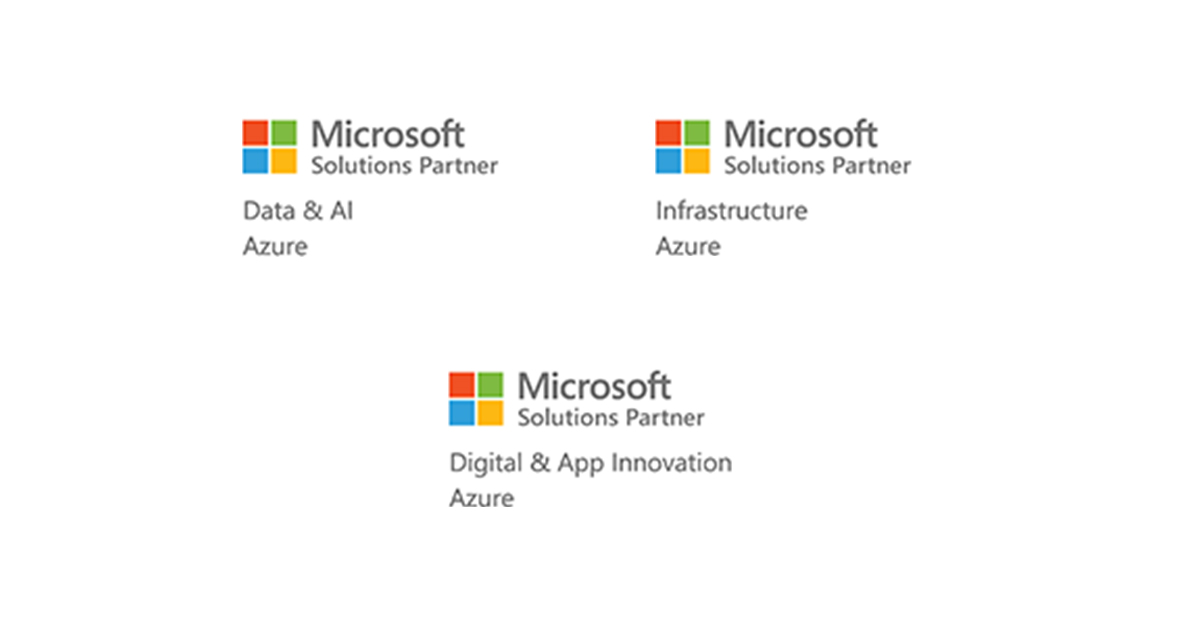 Microsoft
Solutions Partner
Data & AI
Azure
Microsoft
Solutions Partner
Infrastructure
Azure
Microsoft
Solutions Partner
Digital & App Innovation
Azure